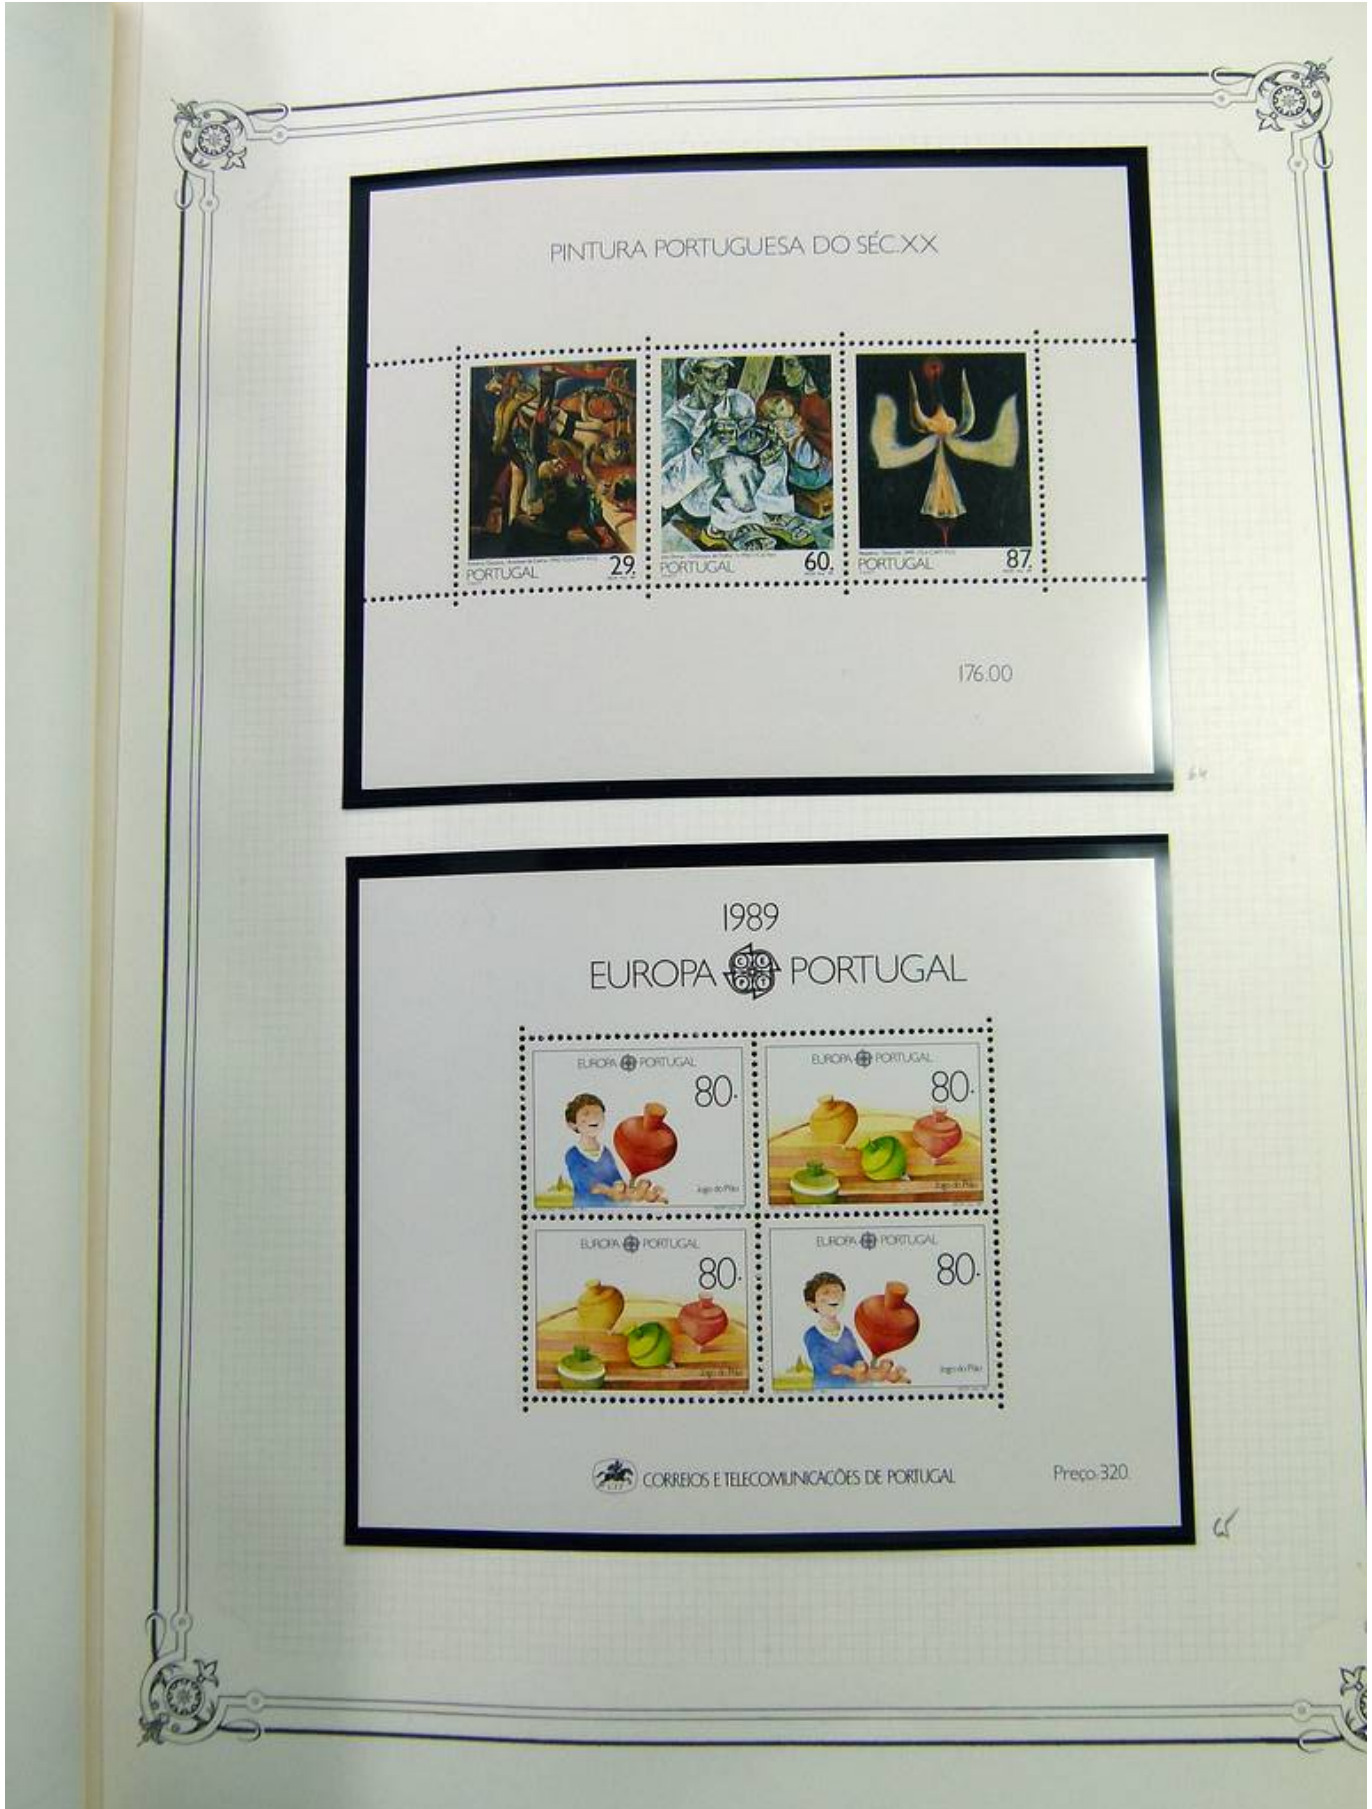 PINTURA PORTUGUESA DO SÉC.XX
PORTUGAL 29.
PORTUGAL 60.
PORTUGAL 87.
176.00
64
1989
EUROPA PORTUGAL
EUROPA PORTUGAL
80.
Jogo do Pião
EUROPA PORTUGAL
80.
Jogo do Pião
EUROPA PORTUGAL
80.
Jogo do Pião
EUROPA PORTUGAL
80.
Jogo do Pião
CORREIOS E TELECOMUNICAÇÕES DE PORTUGAL
Preço: 320.
65